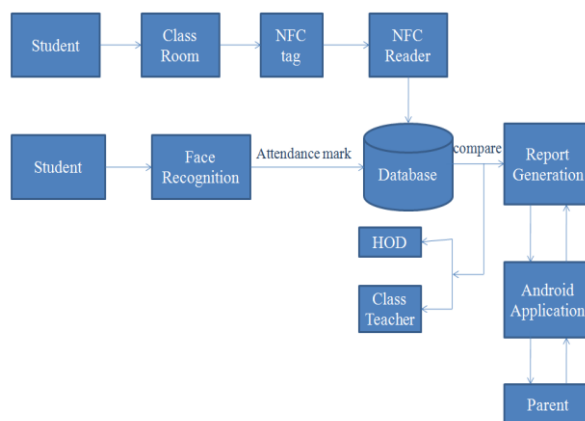 Student
Class
Room
NFC
tag
NFC
Reader
Student
Face
Recognition
Attendance mark
Database
compare
Report
Generation
HOD
Class
Teacher
Android
Application
Parent